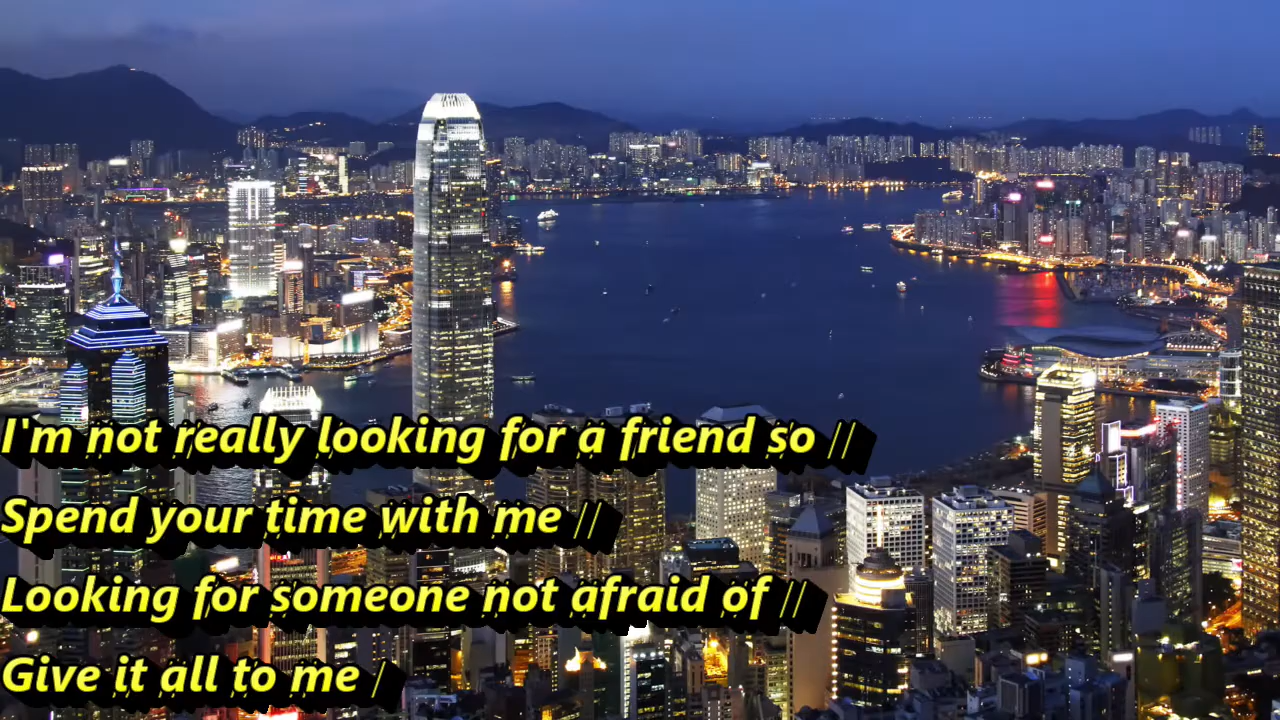 I'm not really looking for a friend so //
Spend your time with me //
Looking for someone not afraid of //
Give it all to me /